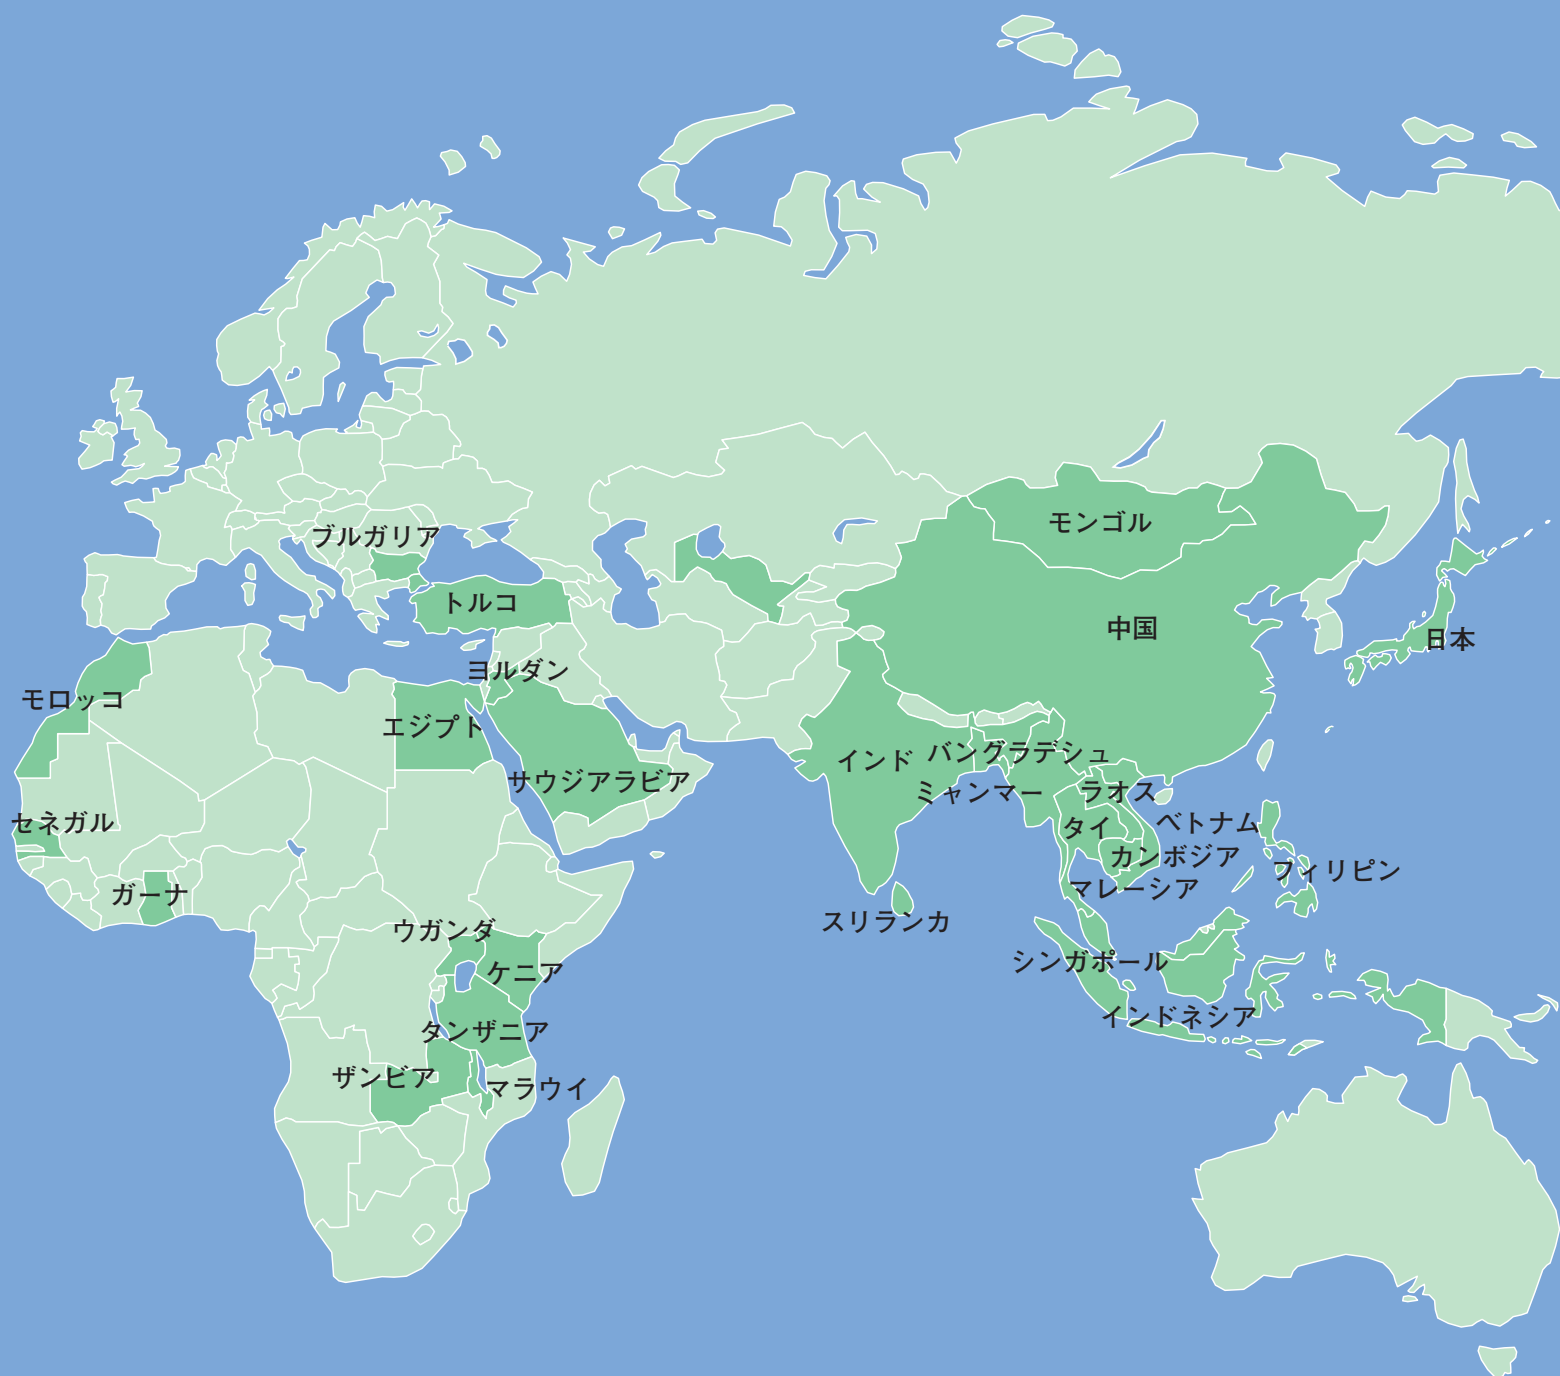 モンゴル
ブルガリア
トルコ
中国
日本
ヨルダン
モロッコ
エジプト
インド
バングラデシュ
サウジアラビア
ミャンマー
ラオス
セネガル
タイ
ベトナム
カンボジア
フィリピン
ガーナ
マレーシア
スリランカ
ウガンダ
シンガポール
ケニア
インドネシア
タンザニア
ザンビア
マラウイ